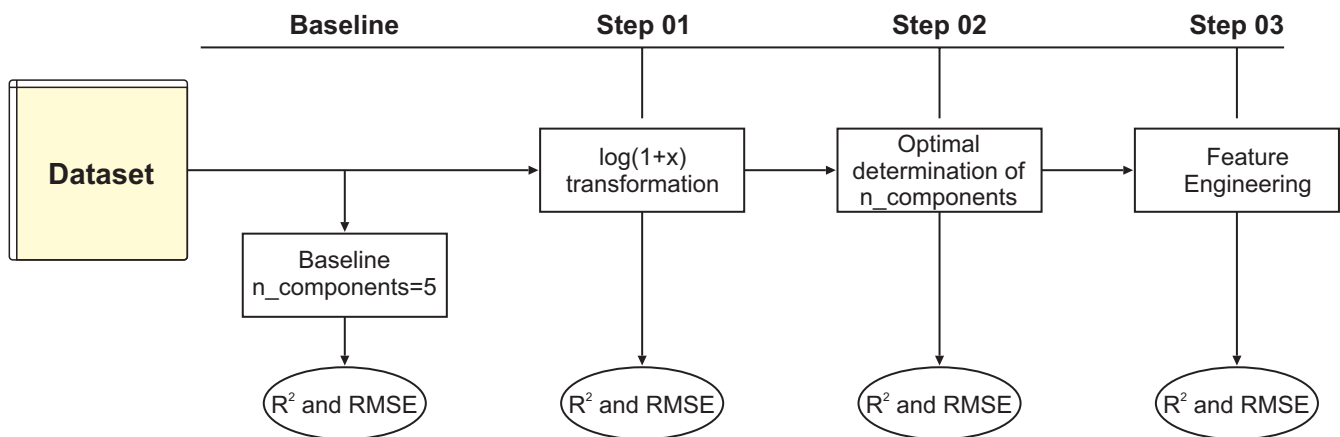 Baseline
Step 01
Step 02
Step 03
Dataset
log(1+x)
transformation
Optimal
determination of
n_components
Feature
Engineering
Baseline
n_components=5
R² and RMSE
R² and RMSE
R² and RMSE
R² and RMSE